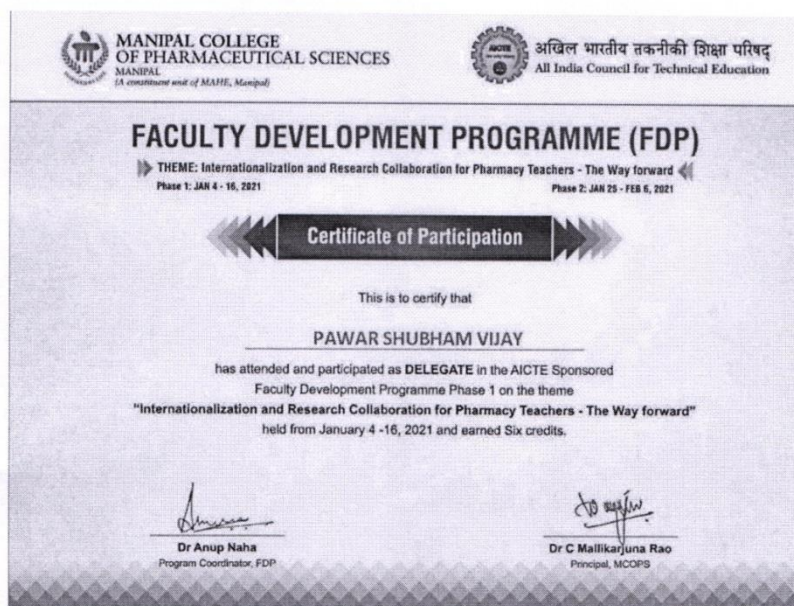 MANIPAL COLLEGE
OF PHARMACEUTICAL SCIENCES
MANIPAL
(A constituent unit of MAHE, Manipal)
अखिल भारतीय तकनीकी शिक्षा परिषद्
All India Council for Technical Education
FACULTY DEVELOPMENT PROGRAMME (FDP)
THEME: Internationalization and Research Collaboration for Pharmacy Teachers - The Way forward
Phase 1: JAN 4 - 16, 2021
Phase 2: JAN 25 - FEB 6, 2021
Certificate of Participation
This is to certify that
PAWAR SHUBHAM VIJAY
has attended and participated as DELEGATE in the AICTE Sponsored
Faculty Development Programme Phase 1 on the theme
"Internationalization and Research Collaboration for Pharmacy Teachers - The Way forward"
held from January 4 -16, 2021 and earned Six credits.
Dr Anup Naha
Program Coordinator, FDP
Dr C Mallikarjuna Rao
Principal, MCOPS